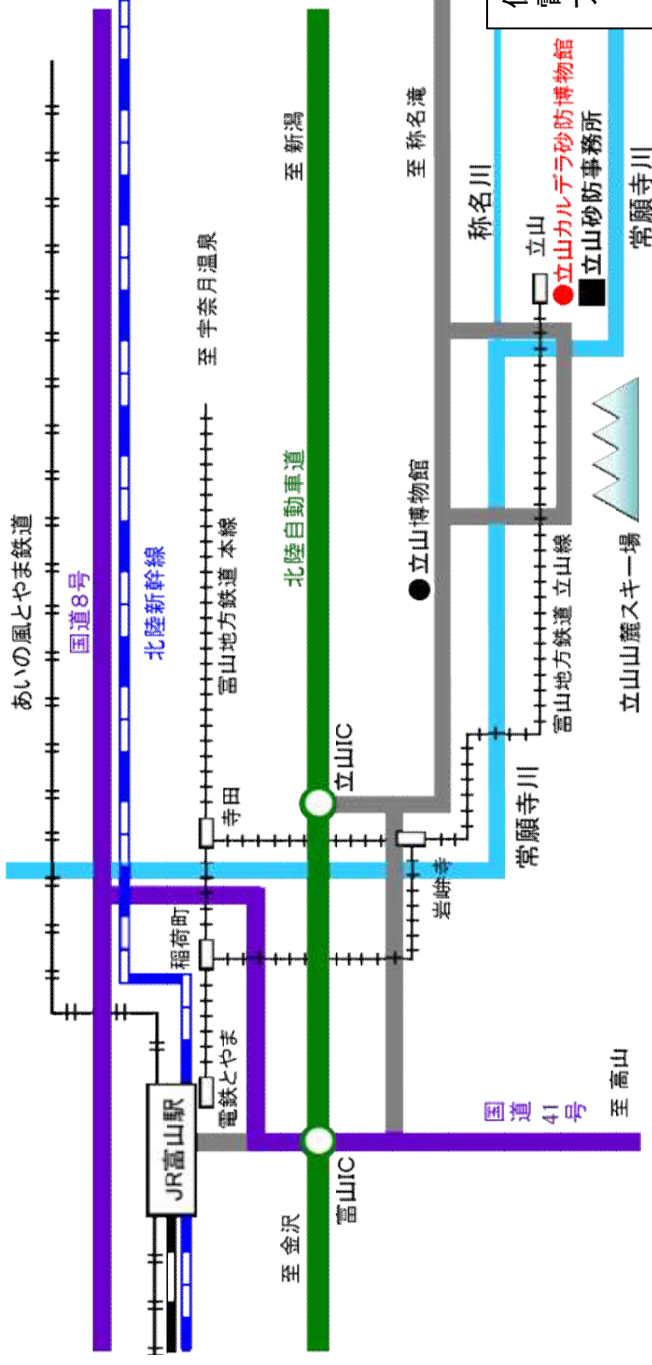 あいの風とやま鉄道
国道8号
北陸新幹線
JR富山駅
電鉄とやま
稲荷町
寺田
富山地方鉄道 本線
至 宇奈月温泉
至 金沢
富山IC
立山IC
北陸自動車道
至 新潟
岩峅寺
立山博物館
至 称名滝
国道
41
号
至 高山
常願寺川
富山地方鉄道 立山線
称名川
立山
立山カルデラ砂防博物館
立山砂防事務所
立山山麓スキー場
常願寺川